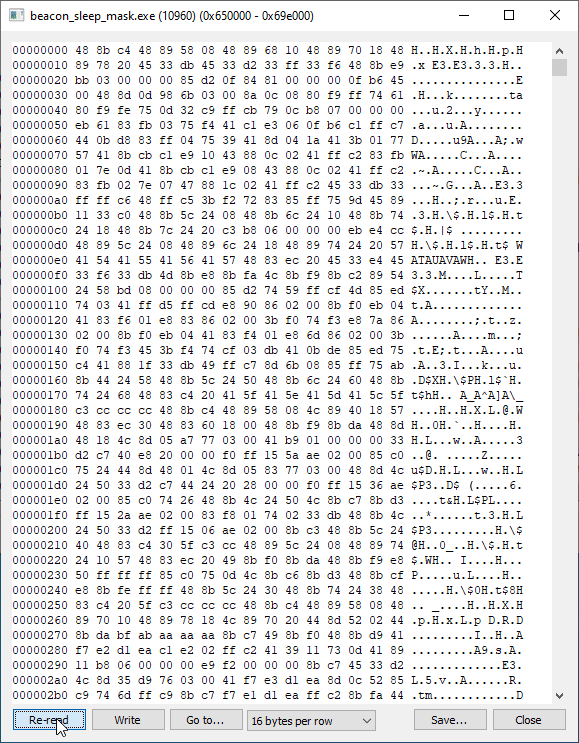 beacon_sleep_mask.exe (10960) (0x650000 - 0x69e000)
00000000 48 8b c4 48 89 58 08 48 89 68 10 48 89 70 18 48 H..H.X.H.h.H.p.H
00000010 89 78 20 45 33 db 45 33 d2 33 ff 33 f6 48 8b e9 .x E3.E3.3.3.H..
00000020 bb 03 00 00 00 85 d2 0f 84 81 00 00 00 0f b6 45 ...............E
00000030 00 48 8d 0d 98 6b 03 00 8a 0c 08 80 f9 ff 74 61 .H...k........ta
00000040 80 f9 fe 75 0d 32 c9 ff cb 79 0c b8 07 00 00 00 ...u.2...y......
00000050 eb 61 83 fb 03 75 f4 41 c1 e3 06 0f b6 c1 ff c7 .a...u.A........
00000060 44 0b d8 83 ff 04 75 39 41 8d 04 1a 41 3b 01 77 D.....u9A...A;.w
00000070 57 41 8b cb c1 e9 10 43 88 0c 02 41 ff c2 83 fb WA.....C...A....
00000080 01 7e 0d 41 8b cb c1 e9 08 43 88 0c 02 41 ff c2 .~.A.....C...A..
00000090 83 fb 02 7e 07 47 88 1c 02 41 ff c2 45 33 db 33 ...~.G...A..E3.3
000000a0 ff ff c6 48 ff c5 3b f2 72 83 85 ff 75 9d 45 89 ...H..;.r...u.E.
000000b0 11 33 c0 48 8b 5c 24 08 48 8b 6c 24 10 48 8b 74 .3.H.\$.H.l$.H.t
000000c0 24 18 48 8b 7c 24 20 c3 b8 06 00 00 00 eb e4 cc $.H.|$ .........
000000d0 48 89 5c 24 08 48 89 6c 24 18 48 89 74 24 20 57 H.\$.H.l$.H.t$ W
000000e0 41 54 41 55 41 56 41 57 48 83 ec 20 45 33 e4 45 ATAUAVAWH.. E3.E
000000f0 33 f6 33 db 4d 8b e8 8b fa 4c 8b f9 8b c2 89 54 3.3.M....L.....T
00000100 24 58 bd 08 00 00 00 85 d2 74 59 ff cf 4d 85 ed $X.......tY..M..
00000110 74 03 41 ff d5 ff cd e8 90 86 02 00 8b f0 eb 04 t.A.............
00000120 41 83 f6 01 e8 83 86 02 00 3b f0 74 f3 e8 7a 86 A........;.t..z.
00000130 02 00 8b f0 eb 04 41 83 f4 01 e8 6d 86 02 00 3b ......A....m...;
00000140 f0 74 f3 45 3b f4 74 cf 03 db 41 0b de 85 ed 75 .t.E;.t...A....u
00000150 c4 41 88 1f 33 db 49 ff c7 8d 6b 08 85 ff 75 ab .A..3.I...k...u.
00000160 8b 44 24 58 48 8b 5c 24 50 48 8b 6c 24 60 48 8b .D$XH.\$PH.l$`H.
00000170 74 24 68 48 83 c4 20 41 5f 41 5e 41 5d 41 5c 5f t$hH.. A_A^A]A\_
00000180 c3 cc cc cc 48 8b c4 48 89 58 08 4c 89 40 18 57 ....H..H.X.L.@.W
00000190 48 83 ec 30 48 83 60 18 00 48 8b f9 8b da 48 8d H..0H.`..H....H.
000001a0 48 18 4c 8d 05 a7 77 03 00 41 b9 01 00 00 00 33 H.L...w..A.....3
000001b0 d2 c7 40 e8 20 00 00 00 f0 ff 15 5a ae 02 00 85 c0 ..@. .....Z.....
000001c0 75 24 44 8d 48 01 4c 8d 05 83 77 03 00 48 8d 4c u$D.H.L...w..H.L
000001d0 24 50 33 d2 c7 44 24 20 28 00 00 f0 ff 15 36 ae $P3..D$ (.....6.
000001e0 02 00 85 c0 74 26 48 8b 4c 24 50 4c 8b c7 8b d3 ....t&H.L$PL....
000001f0 ff 15 2a ae 02 00 83 f8 01 74 02 33 db 48 8b 4c ..*......t.3.H.L
00000200 24 50 33 d2 ff 15 06 ae 02 00 8b c3 48 8b 5c 24 $P3.........H.\$
00000210 40 48 83 c4 30 5f c3 cc 48 89 5c 24 08 48 89 74 @H..0_..H.\$.H.t
00000220 24 10 57 48 83 ec 20 49 8b f0 8b da 48 8b f9 e8 $.WH.. I....H...
00000230 50 ff ff ff 85 c0 75 0d 4c 8b c6 8b d3 48 8b cf P.....u.L....H..
00000240 e8 8b fe ff ff 48 8b 5c 24 30 48 8b 74 24 38 48 .....H.\$0H.t$8H
00000250 83 c4 20 5f c3 cc cc cc 48 8b c4 48 89 58 08 48 .. _....H..H.X.H
00000260 89 70 10 48 89 78 18 4c 89 70 20 44 8d 52 02 44 .p.H.x.L.p D.R.D
00000270 8b da bf ab aa aa aa 8b c7 49 8b f0 48 8b d9 41 .........I..H..A
00000280 f7 e2 d1 ea c1 e2 02 ff c2 41 39 11 73 0d 41 89 .........A9.s.A.
00000290 11 b8 06 00 00 00 e9 f2 00 00 00 8b c7 45 33 d2 .............E3.
000002a0 4c 8d 35 d9 76 03 00 41 f7 e3 d1 ea 8d 0c 52 85 L.5.v..A......R.
000002b0 c9 74 6d ff c9 8b c7 f7 e1 d1 ea ff c2 8b fa 44 .tm............D
Re-read Write Go to... 16 bytes per row Save... Close